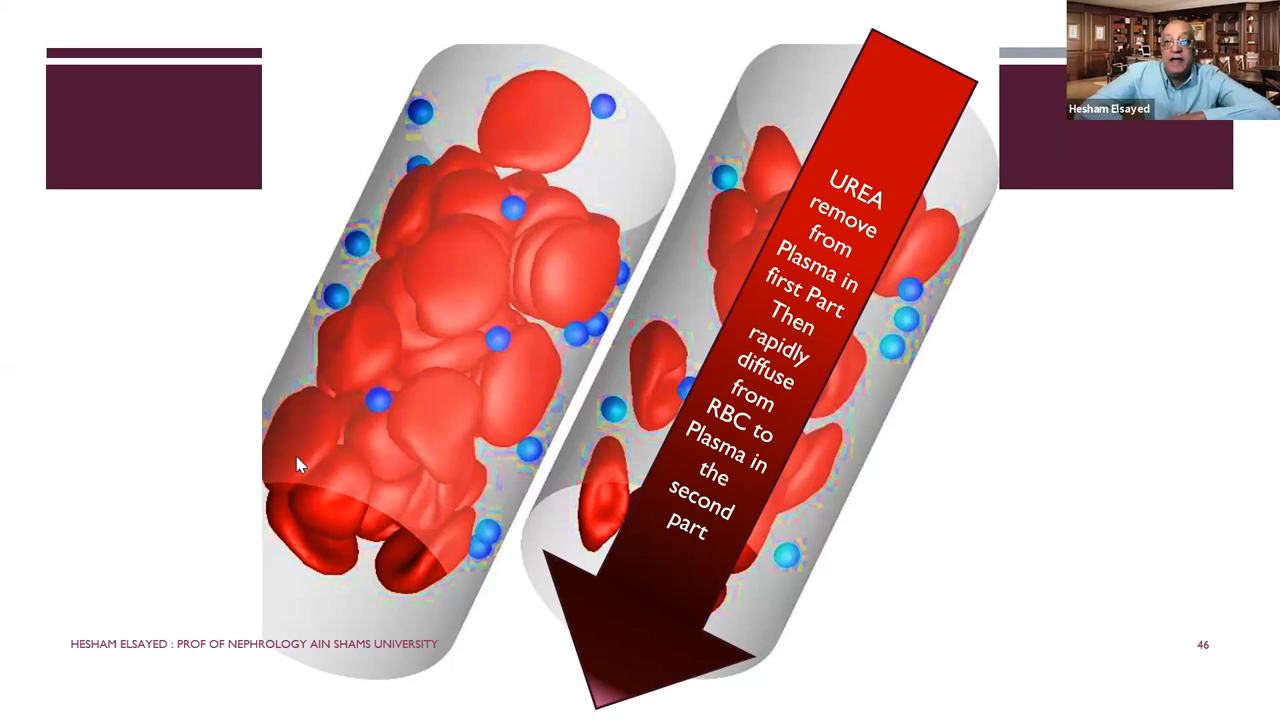 Hesham Elsayed
UREA
remove
from
Plasma in
first Part
Then
rapidly
diffuse
from
RBC to
Plasma in
the
second
part
HESHAM ELSAYED : PROF OF NEPHROLOGY AIN SHAMS UNIVERSITY
46